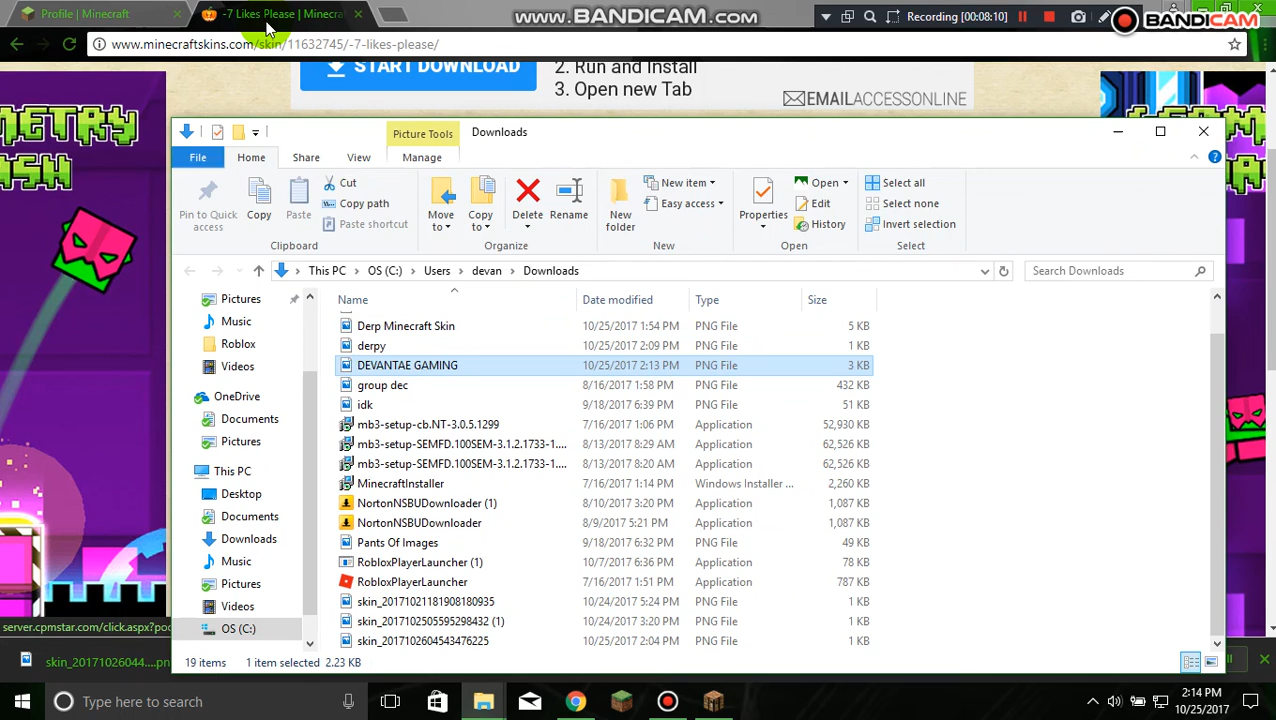 Profile | Minecraft
-7 Likes Please | Minecra
www.BANDICAM.com
Recording [00:08:10]
BANDICAM
www.minecraftskins.com/skin/11632745/-7-likes-please/
START DOWNLOAD
2. Run and Install
3. Open new Tab
EMAILACCESSONLINE
Picture Tools
Downloads
File
Home
Share
View
Manage
Pin to Quick access
Copy
Paste
Cut
Copy path
Paste shortcut
Clipboard
Move to
Copy to
Delete
Rename
Organize
New folder
New item
Easy access
New
Properties
Open
Edit
History
Open
Select all
Select none
Invert selection
Select
This PC
OS (C:)
Users
devan
Downloads
Search Downloads
Pictures
Music
Roblox
Videos
OneDrive
Documents
Pictures
This PC
Desktop
Documents
Downloads
Music
Pictures
Videos
OS (C:)
Name Date modified Type Size
Derp Minecraft Skin 10/25/2017 1:54 PM PNG File 5 KB
derpy 10/25/2017 2:09 PM PNG File 1 KB
DEVANTAE GAMING 10/25/2017 2:13 PM PNG File 3 KB
group dec 8/16/2017 1:58 PM PNG File 432 KB
idk 9/18/2017 6:39 PM PNG File 51 KB
mb3-setup-cb.NT-3.0.5.1299 7/16/2017 1:06 PM Application 52,930 KB
mb3-setup-SEMFD.100SEM-3.1.2.1733-1.... 8/13/2017 8:29 AM Application 62,526 KB
mb3-setup-SEMFD.100SEM-3.1.2.1733-1.... 8/13/2017 8:20 AM Application 62,526 KB
MinecraftInstaller 7/16/2017 1:14 PM Windows Installer ... 2,260 KB
NortonNSBUDownloader (1) 8/10/2017 3:20 PM Application 1,087 KB
NortonNSBUDownloader 8/9/2017 5:21 PM Application 1,087 KB
Pants Of Images 9/18/2017 6:32 PM PNG File 49 KB
RobloxPlayerLauncher (1) 10/7/2017 6:36 PM Application 78 KB
RobloxPlayerLauncher 7/16/2017 1:51 PM Application 787 KB
skin_20171021181908180935 10/24/2017 5:24 PM PNG File 1 KB
skin_2017102505595298432 (1) 10/24/2017 3:20 PM PNG File 1 KB
skin_2017102604543476225 10/25/2017 2:04 PM PNG File 1 KB
server.cpmstar.com/click.aspx?poo
skin_20171026044....pn
19 items 1 item selected 2.23 KB
Type here to search
2:14 PM
10/25/2017